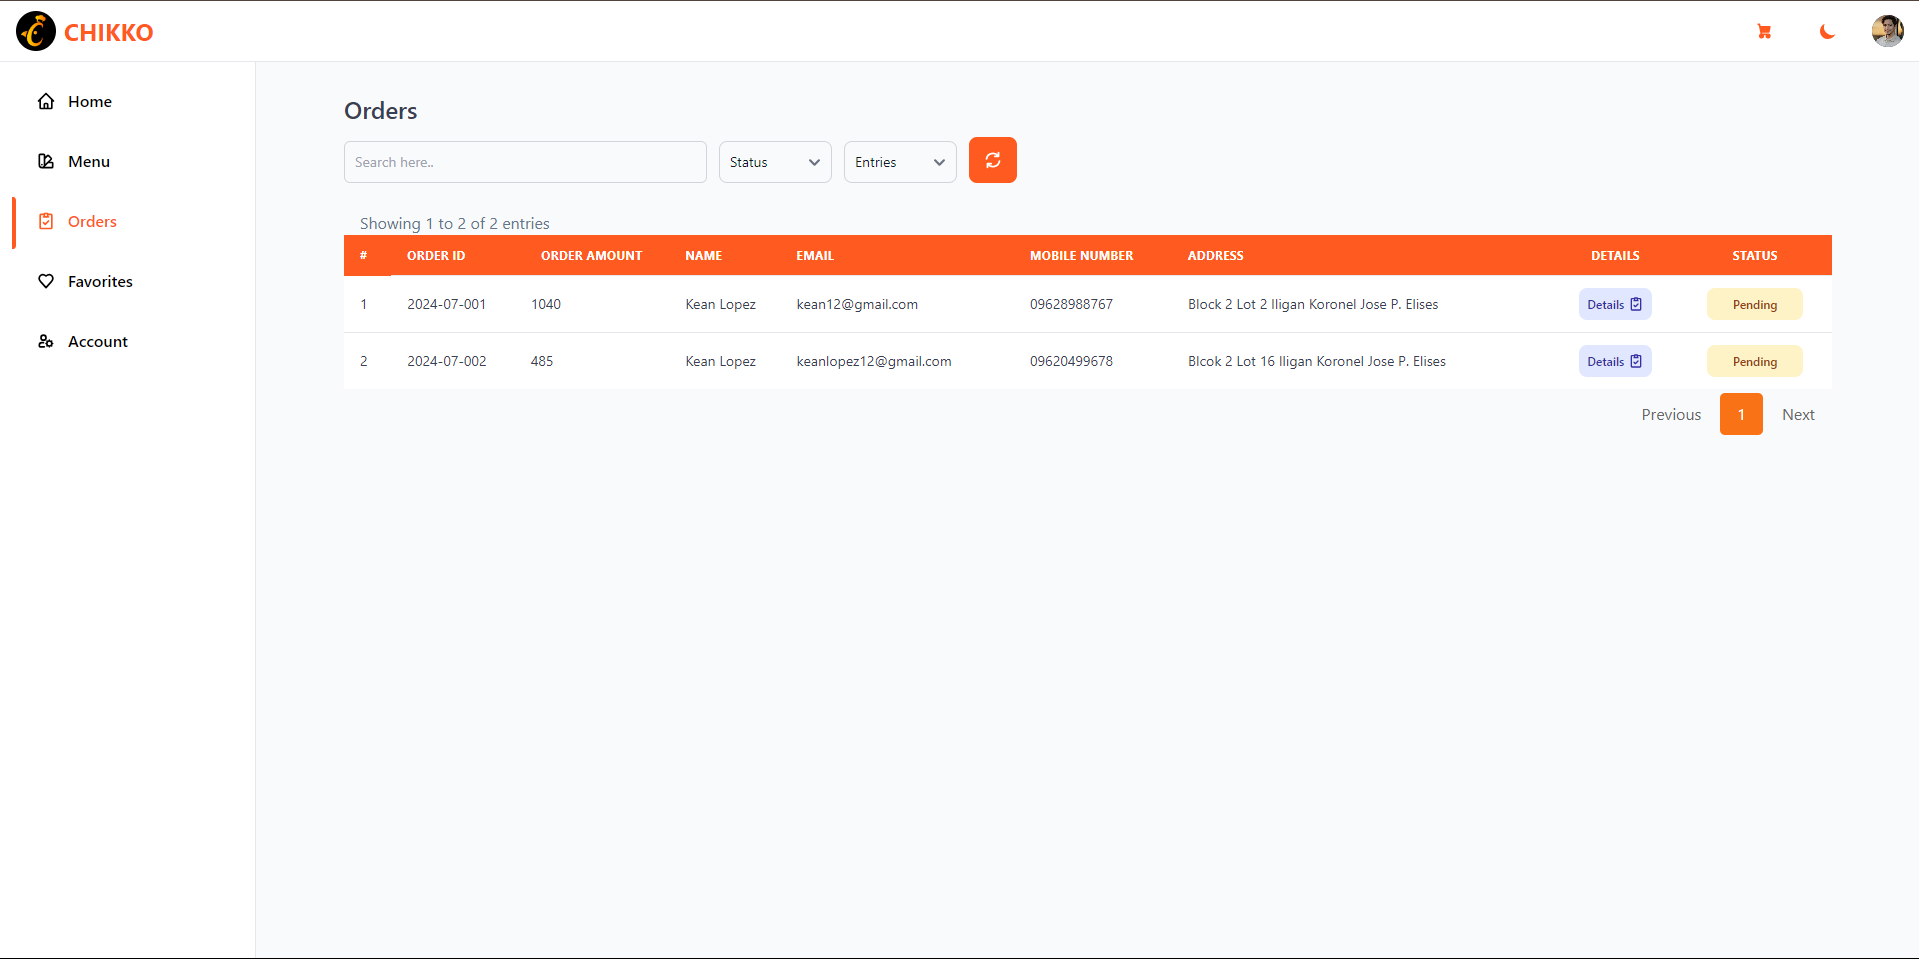 CHIKKO
Home
Menu
Orders
Favorites
Account
Orders
Search here..
Status
Entries
Showing 1 to 2 of 2 entries
# ORDER ID ORDER AMOUNT NAME EMAIL MOBILE NUMBER ADDRESS DETAILS STATUS
1 2024-07-001 1040 Kean Lopez kean12@gmail.com 09628988767 Block 2 Lot 2 Iligan Koronel Jose P. Elises Details Pending
2 2024-07-002 485 Kean Lopez keanlopez12@gmail.com 09620499678 Blcok 2 Lot 16 Iligan Koronel Jose P. Elises Details Pending
Previous 1 Next